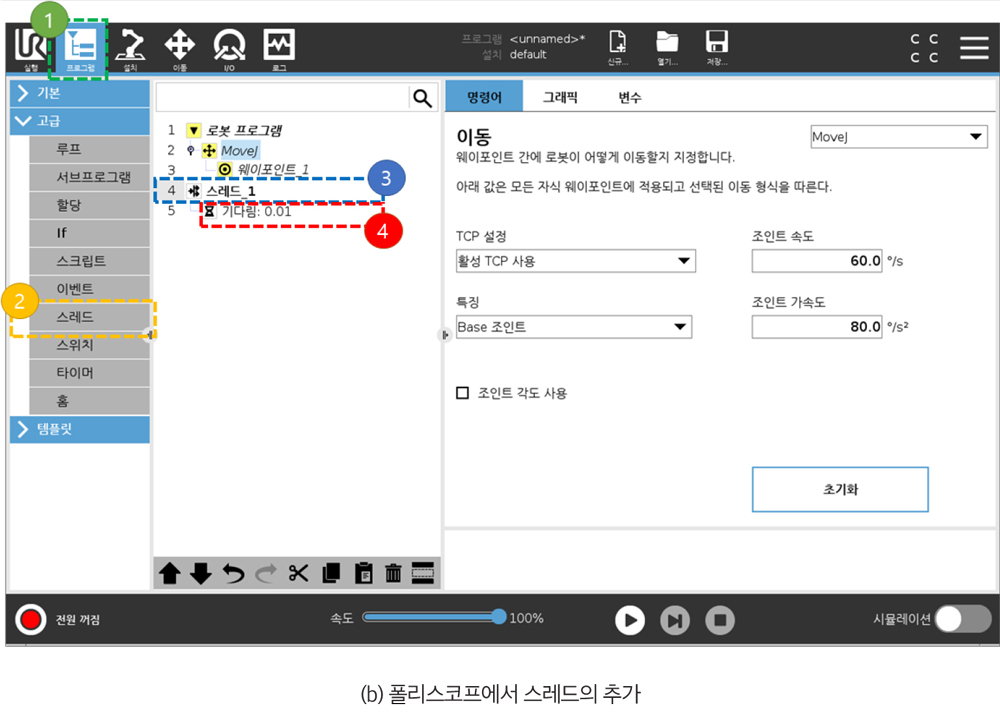 1
UR
실행 프로그램 설치 이동 I/O 로그
프로그램 <unnamed>*
설치 default
신규... 열기... 저장...
C C
C C
기본
고급
루프
서브프로그램
할당
If
스크립트
이벤트
2
스레드
스위치
타이머
홈
템플릿
1 로봇 프로그램
2 MoveJ
3 웨이포인트_1
4 스레드_1
3
5 기다림: 0.01
4
명령어 그래픽 변수
이동
MoveJ
웨이포인트 간에 로봇이 어떻게 이동할지 지정합니다.
아래 값은 모든 자식 웨이포인트에 적용되고 선택된 이동 형식을 따른다.
TCP 설정 조인트 속도
활성 TCP 사용 60.0 °/s
특징 조인트 가속도
Base 조인트 80.0 °/s²
조인트 각도 사용
초기화
전원 꺼짐 속도 100% 시뮬레이션
(b) 폴리스코프에서 스레드의 추가